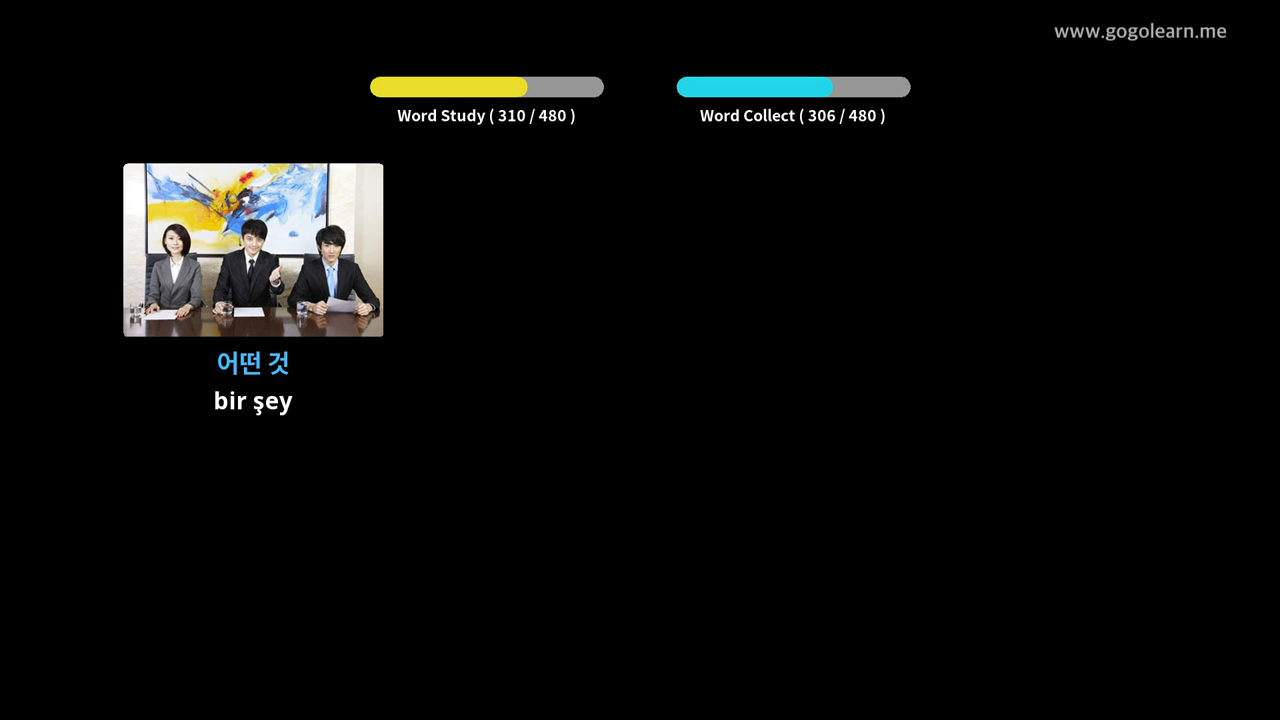 www.gogolearn.me
Word Study ( 310 / 480 )
Word Collect ( 306 / 480 )
어떤 것
bir şey